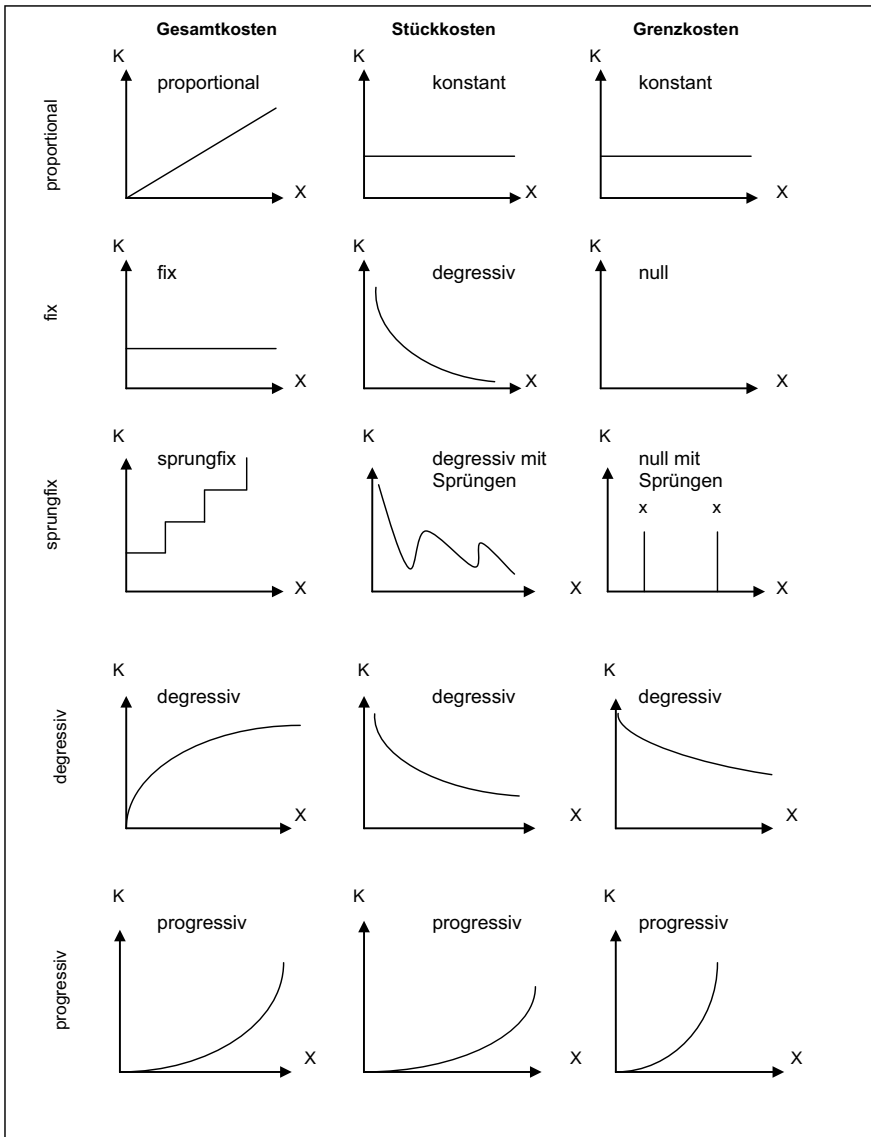 Gesamtkosten Stückkosten Grenzkosten
K K K
proportional konstant konstant
proportional
X X X
K K K
fix degressiv null
fix
X X X
K K K
sprungfix degressiv mit null mit
Sprüngen Sprüngen
x x
sprungfix
X X X
K K K
degressiv degressiv degressiv
degressiv
X X X
K K K
progressiv progressiv progressiv
progressiv
X X X